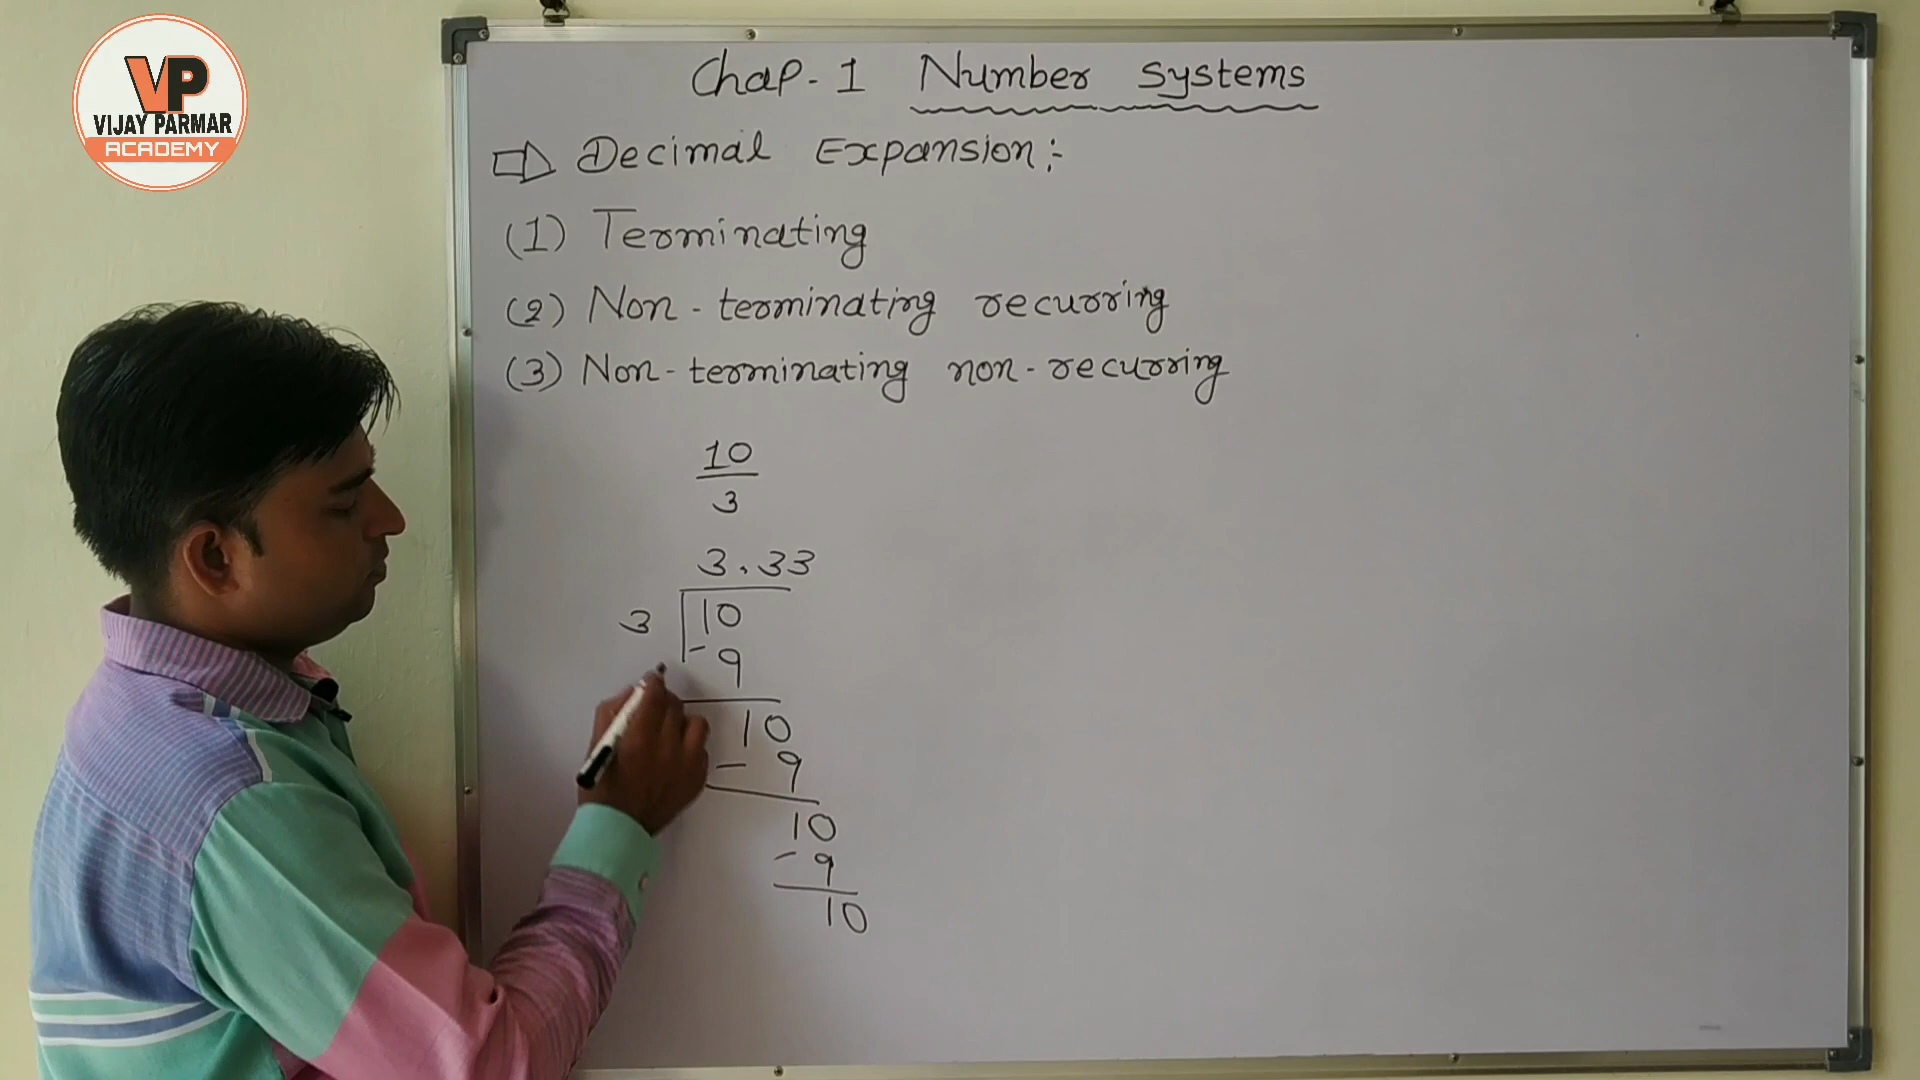 VP
VIJAY PARMAR
ACADEMY
Chap-1 Number Systems
Decimal Expansion:-
(1) Terminating
(2) Non-terminating recurring
(3) Non-terminating non-recurring
10
3
3.33
3 10
- 9
10
- 9
10
- 9
10